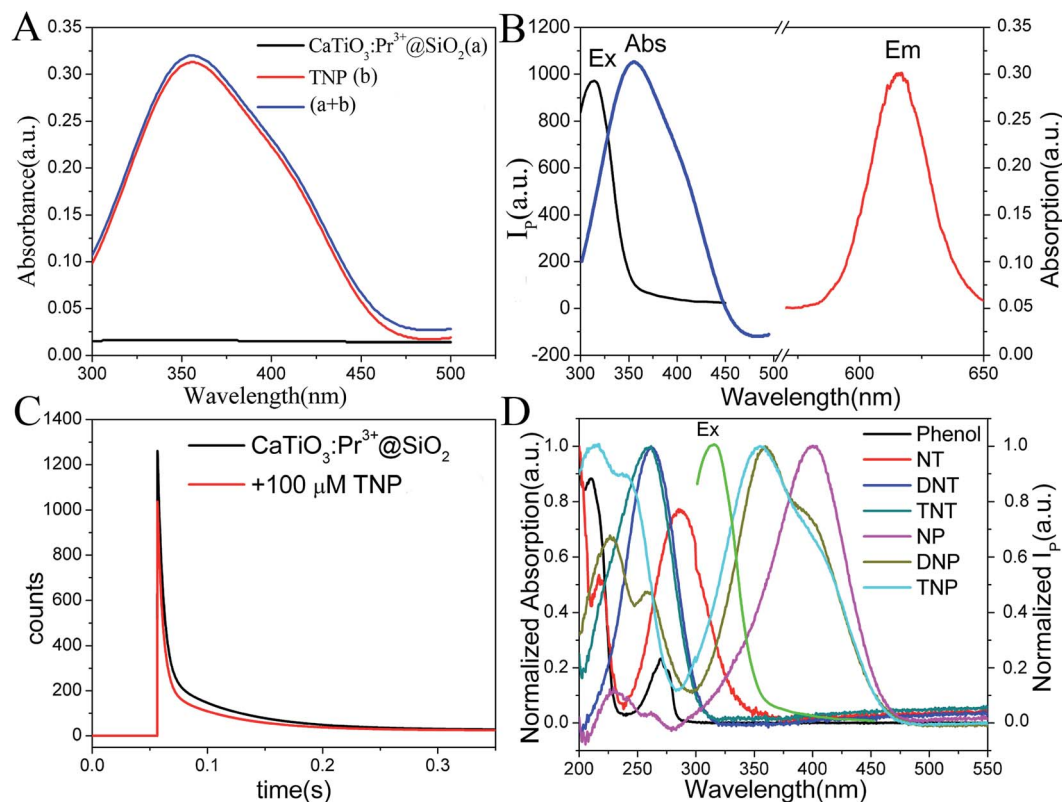 A
0.35
0.30
0.25
0.20
0.15
0.10
0.05
0.00
Absorbance(a.u.)
CaTiO₃:Pr³⁺@SiO₂(a)
TNP (b)
(a+b)
300 350 400 450 500
Wavelength(nm)
B
1200
1000
800
600
400
200
0
-200
Iₚ(a.u.)
Ex
Abs
Em
0.35
0.30
0.25
0.20
0.15
0.10
0.05
0.00
Absorption(a.u.)
300 350 400 450 500 600 650
Wavelength(nm)
C
1400
1200
1000
800
600
400
200
0
counts
CaTiO₃:Pr³⁺@SiO₂
+100 μM TNP
0.0 0.1 0.2 0.3
time(s)
D
1.0
0.8
0.6
0.4
0.2
0.0
Normalized Absorption(a.u.)
Ex
Phenol
NT
DNT
TNT
NP
DNP
TNP
1.0
0.8
0.6
0.4
0.2
0.0
Normalized Iₚ(a.u.)
200 250 300 350 400 450 500 550
Wavelength(nm)